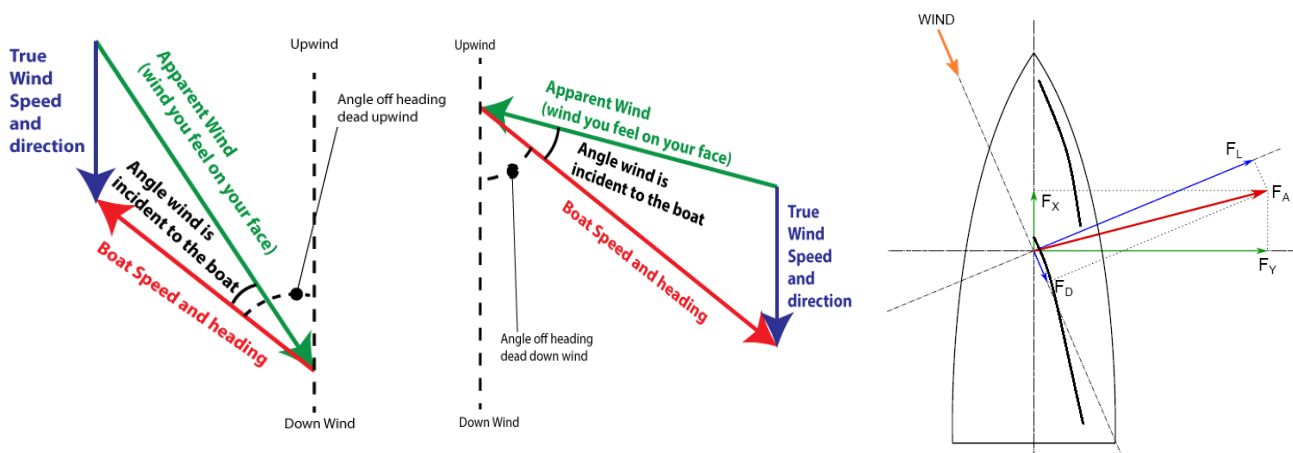 True
Wind
Speed
and
direction
Apparent Wind
(wind you feel on your face)
Angle wind is
incident to the boat
Boat Speed and heading
Upwind
Angle off heading
dead upwind
Down Wind
Upwind
Apparent Wind
(wind you feel on your face)
Angle wind is
incident to the boat
Boat Speed and heading
True
Wind
Speed
and
direction
Angle off heading
dead down wind
Down Wind
WIND
FL
FA
FX
FY
FD